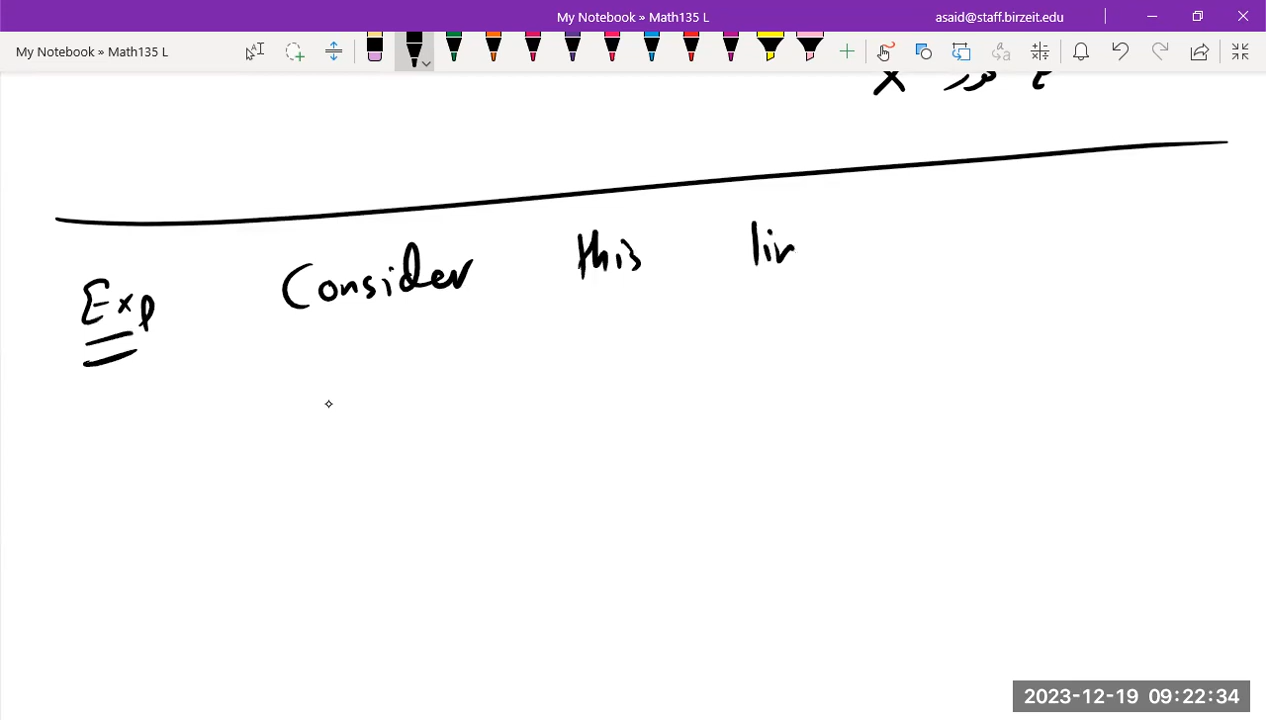 My Notebook » Math135 L
asaid@staff.birzeit.edu
My Notebook » Math135 L
Exp Consider this lin
2023-12-19 09:22:34